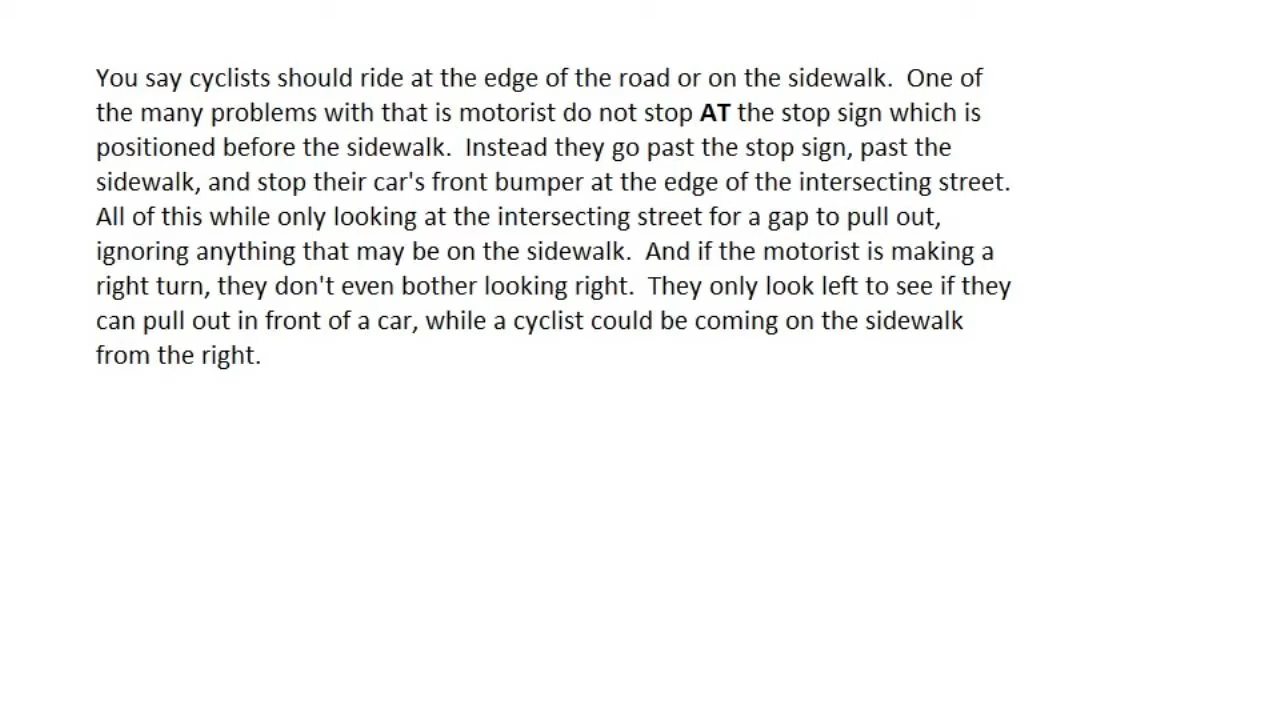 You say cyclists should ride at the edge of the road or on the sidewalk.  One of
the many problems with that is motorist do not stop AT the stop sign which is
positioned before the sidewalk.  Instead they go past the stop sign, past the
sidewalk, and stop their car's front bumper at the edge of the intersecting street.
All of this while only looking at the intersecting street for a gap to pull out,
ignoring anything that may be on the sidewalk.  And if the motorist is making a
right turn, they don't even bother looking right.  They only look left to see if they
can pull out in front of a car, while a cyclist could be coming on the sidewalk
from the right.